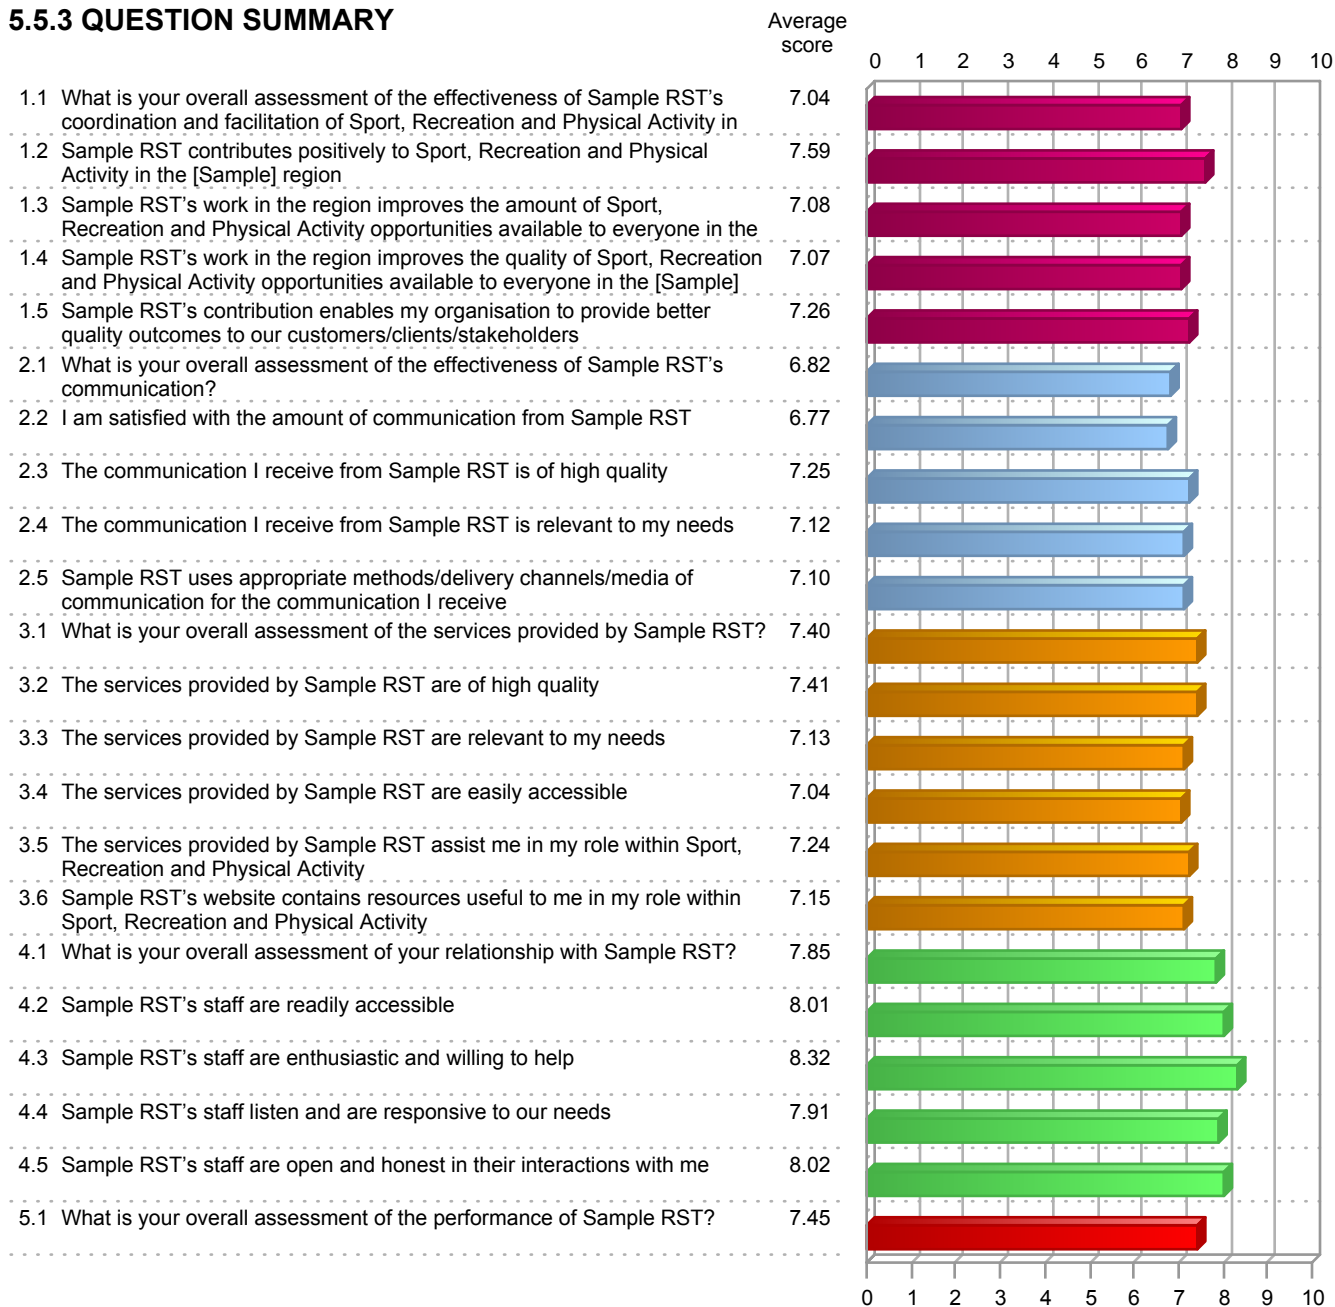 5.5.3 QUESTION SUMMARY
Average
score
0 1 2 3 4 5 6 7 8 9 10
1.1 What is your overall assessment of the effectiveness of Sample RST's 7.04
coordination and facilitation of Sport, Recreation and Physical Activity in
1.2 Sample RST contributes positively to Sport, Recreation and Physical 7.59
Activity in the [Sample] region
1.3 Sample RST's work in the region improves the amount of Sport, 7.08
Recreation and Physical Activity opportunities available to everyone in the
1.4 Sample RST's work in the region improves the quality of Sport, Recreation 7.07
and Physical Activity opportunities available to everyone in the [Sample]
1.5 Sample RST's contribution enables my organisation to provide better 7.26
quality outcomes to our customers/clients/stakeholders
2.1 What is your overall assessment of the effectiveness of Sample RST's 6.82
communication?
2.2 I am satisfied with the amount of communication from Sample RST 6.77
2.3 The communication I receive from Sample RST is of high quality 7.25
2.4 The communication I receive from Sample RST is relevant to my needs 7.12
2.5 Sample RST uses appropriate methods/delivery channels/media of 7.10
communication for the communication I receive
3.1 What is your overall assessment of the services provided by Sample RST? 7.40
3.2 The services provided by Sample RST are of high quality 7.41
3.3 The services provided by Sample RST are relevant to my needs 7.13
3.4 The services provided by Sample RST are easily accessible 7.04
3.5 The services provided by Sample RST assist me in my role within Sport, 7.24
Recreation and Physical Activity
3.6 Sample RST's website contains resources useful to me in my role within 7.15
Sport, Recreation and Physical Activity
4.1 What is your overall assessment of your relationship with Sample RST? 7.85
4.2 Sample RST's staff are readily accessible 8.01
4.3 Sample RST's staff are enthusiastic and willing to help 8.32
4.4 Sample RST's staff listen and are responsive to our needs 7.91
4.5 Sample RST's staff are open and honest in their interactions with me 8.02
5.1 What is your overall assessment of the performance of Sample RST? 7.45
0 1 2 3 4 5 6 7 8 9 10